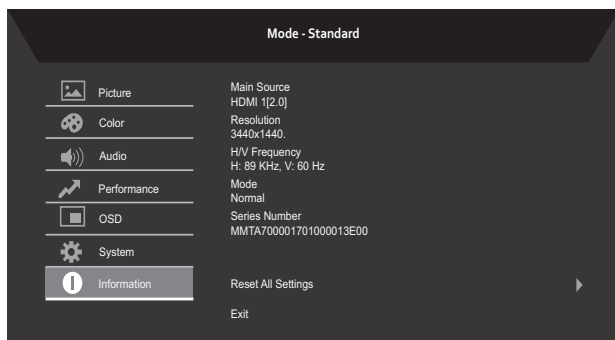 Mode - Standard
Picture
Color
Audio
Performance
OSD
System
Information
Main Source
HDMI 1[2.0]
Resolution
3440x1440.
H/V Frequency
H: 89 KHz, V: 60 Hz
Mode
Normal
Series Number
MMTA700001701000013E00
Reset All Settings
Exit